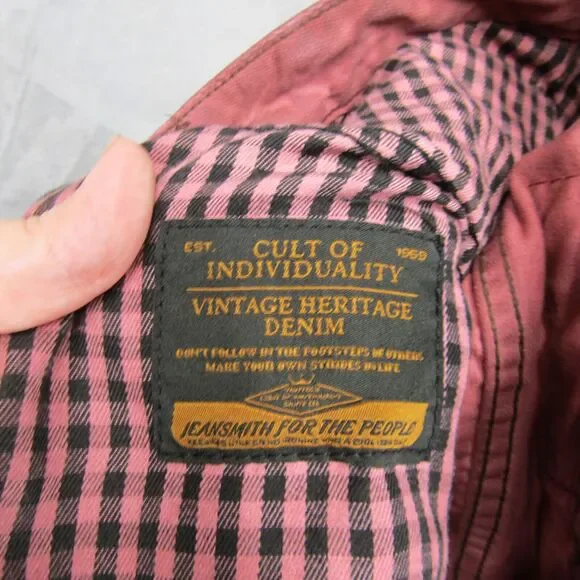 EST. CULT OF 1969
INDIVIDUALITY
VINTAGE HERITAGE
DENIM
DON'T FOLLOW IN THE FOOTSTEPS OF OTHERS
MAKE YOUR OWN STRIDES IN LIFE
JEANSMITH FOR THE PEOPLE